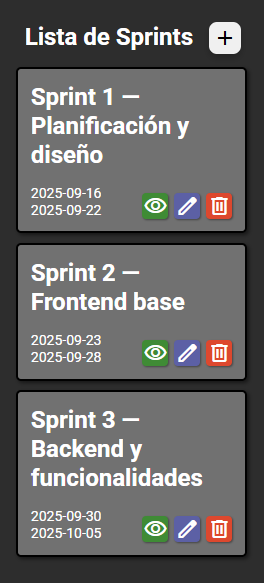 Lista de Sprints +
Sprint 1 —
Planificación y
diseño
2025-09-16
2025-09-22
Sprint 2 —
Frontend base
2025-09-23
2025-09-28
Sprint 3 —
Backend y
funcionalidades
2025-09-30
2025-10-05